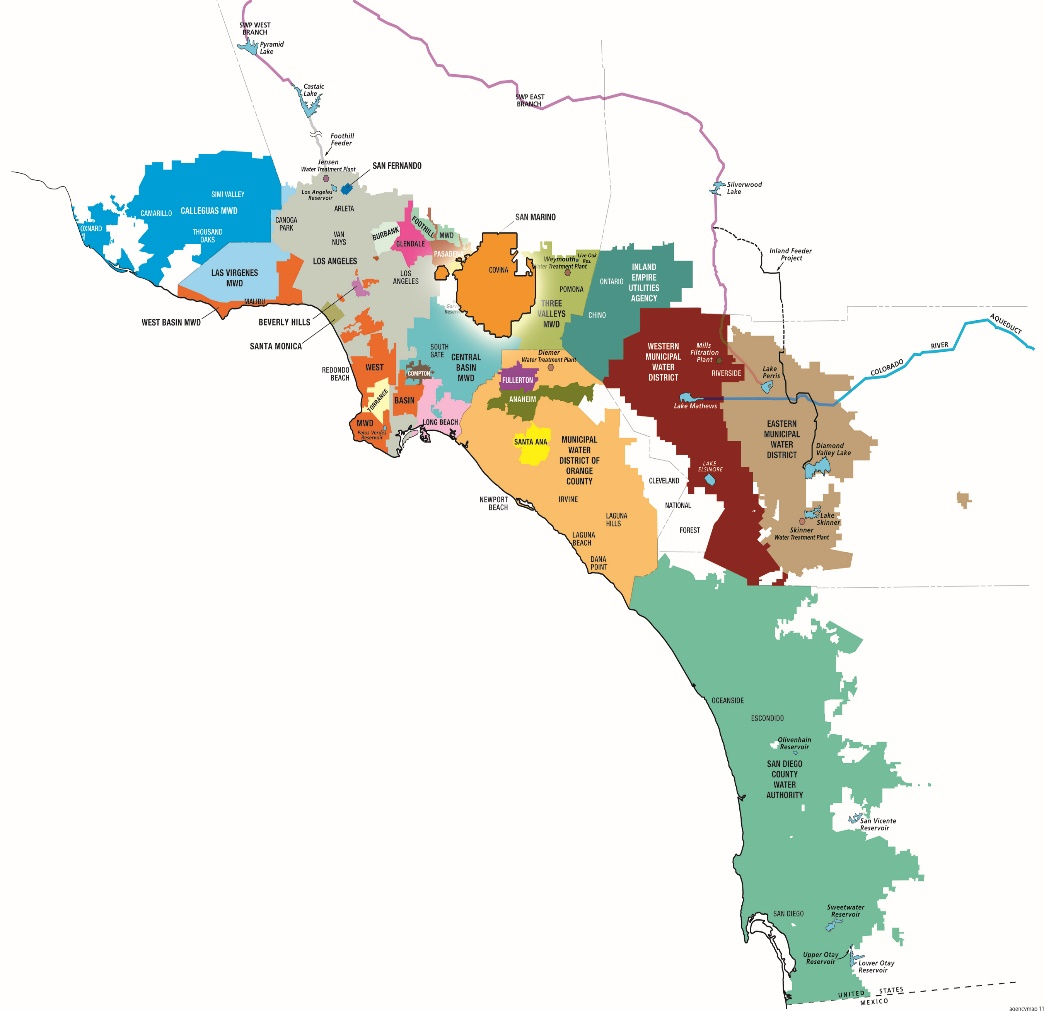 SWP WEST
BRANCH
Pyramid
Lake
Castaic
Lake
SWP EAST
BRANCH
Foothill
Feeder
Jensen
Water Treatment Plant
SAN FERNANDO
Los Angeles
Reservoir
Silverwood
Lake
SIMI VALLEY
CAMARILLO
CALLEGUAS MWD
OXNARD
THOUSAND
OAKS
ARLETA
CANOGA
PARK
VAN
NUYS
BURBANK
GLENDALE
FOOTHILL
MWD
PASADENA
SAN MARINO
COVINA
LOS ANGELES
LOS
ANGELES
LAS VIRGENES
MWD
MALIBU
WEST BASIN MWD
BEVERLY HILLS
SANTA MONICA
Weymouth
Water Treatment Plant
Live Oak
Res.
POMONA
THREE
VALLEYS
MWD
INLAND
EMPIRE
UTILITIES
AGENCY
ONTARIO
CHINO
Inland Feeder
Project
SOUTH
GATE
CENTRAL
BASIN
MWD
REDONDO
BEACH
WEST
BASIN
MWD
COMPTON
TORRANCE
Palos Verdes
Reservoir
LONG BEACH
Diemer
Water Treatment Plant
FULLERTON
ANAHEIM
SANTA ANA
MUNICIPAL
WATER
DISTRICT OF
ORANGE
COUNTY
WESTERN
MUNICIPAL
WATER
DISTRICT
Mills
Filtration
Plant
RIVERSIDE
Lake
Perris
Lake Mathews
COLORADO
RIVER
AQUEDUCT
EASTERN
MUNICIPAL
WATER
DISTRICT
Diamond
Valley Lake
LAKE
ELSINORE
CLEVELAND
NATIONAL
FOREST
Lake
Skinner
Skinner
Water Treatment Plant
NEWPORT
BEACH
IRVINE
LAGUNA
HILLS
LAGUNA
BEACH
DANA
POINT
OCEANSIDE
ESCONDIDO
Olivenhain
Reservoir
SAN DIEGO
COUNTY
WATER
AUTHORITY
San Vicente
Reservoir
SAN DIEGO
Sweetwater
Reservoir
Upper Otay
Reservoir
Lower Otay
Reservoir
UNITED STATES
MEXICO